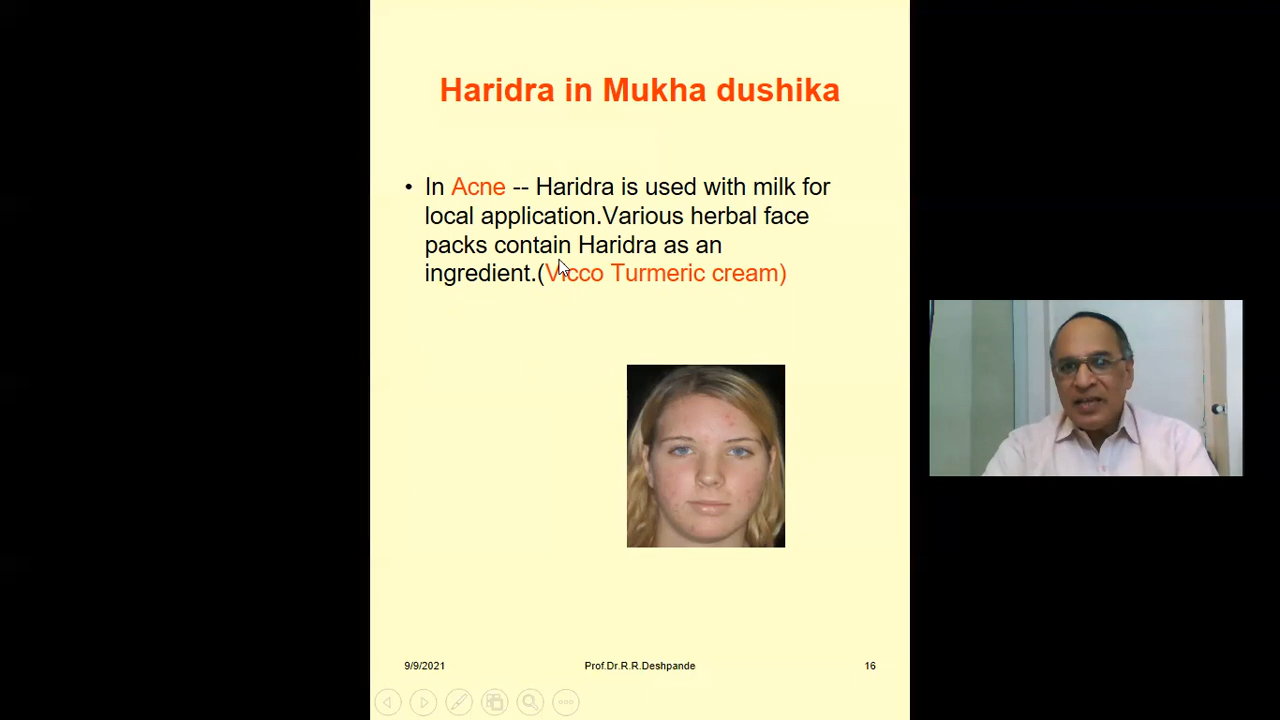 Haridra in Mukha dushika
• In Acne -- Haridra is used with milk for
local application.Various herbal face
packs contain Haridra as an
ingredient.(Vicco Turmeric cream)
9/9/2021 Prof.Dr.R.R.Deshpande 16